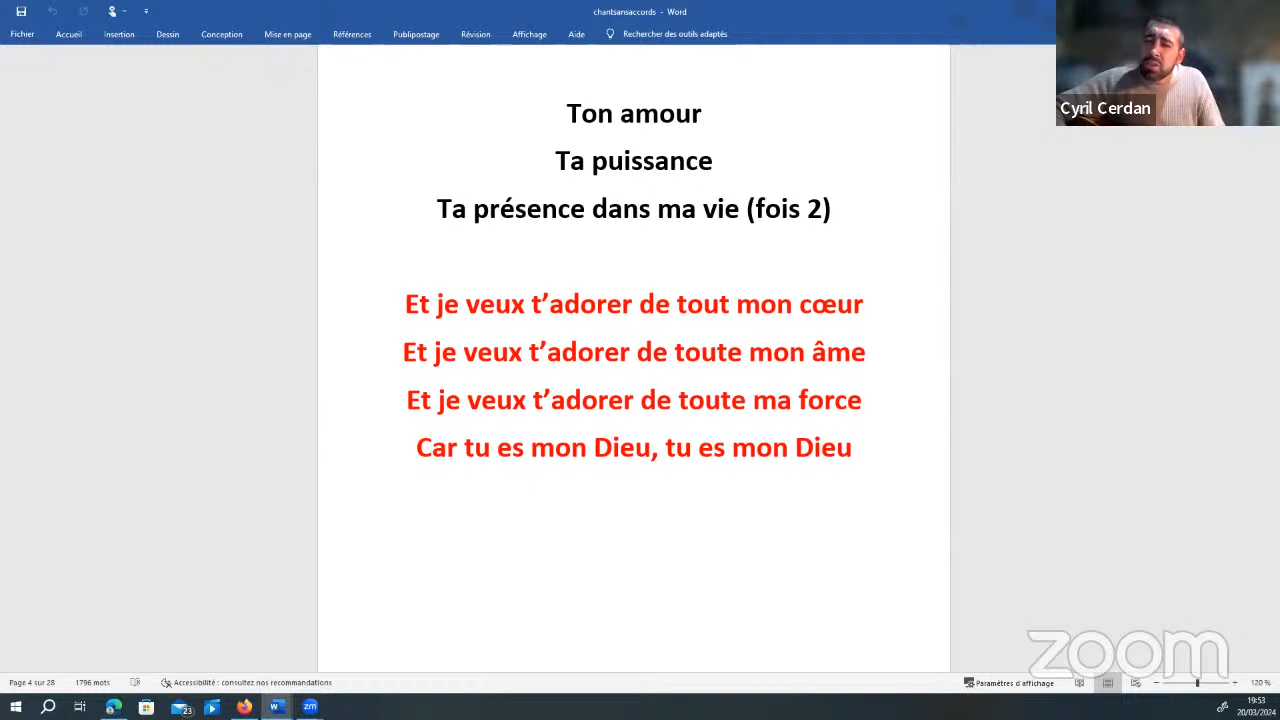 chantsansaccords - Word
Fichier Accueil Insertion Dessin Conception Mise en page Références Publipostage Révision Affichage Aide Rechercher des outils adaptés
Cyril Cerdan
Ton amour
Ta puissance
Ta présence dans ma vie (fois 2)
Et je veux t’adorer de tout mon cœur
Et je veux t’adorer de toute mon âme
Et je veux t’adorer de toute ma force
Car tu es mon Dieu, tu es mon Dieu
zoom
Page 4 sur 28 1796 mots Accessibilité : consultez nos recommandations Paramètres d'affichage 120 %
23 W zm 19:53
20/03/2024